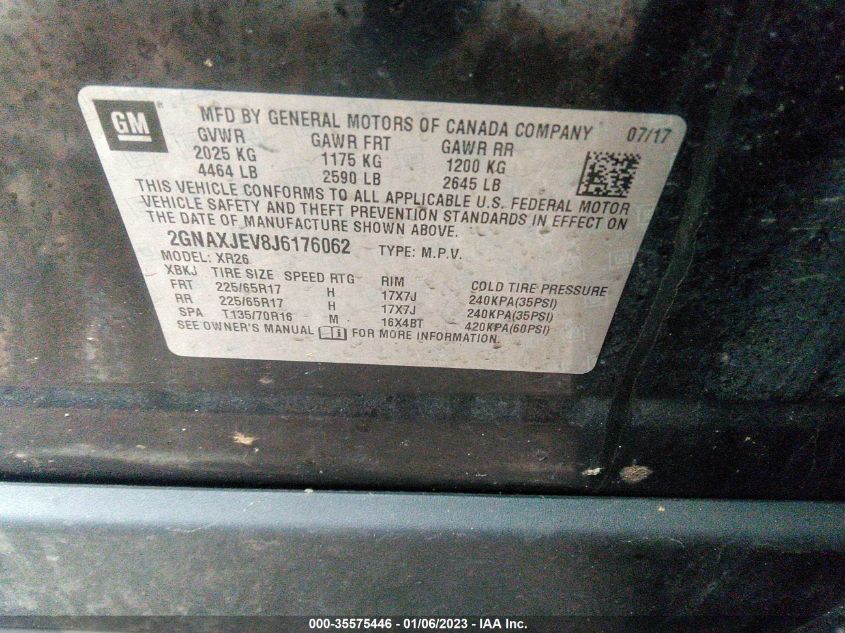 GM
MFD BY GENERAL MOTORS OF CANADA COMPANY 07/17
GVWR GAWR FRT GAWR RR
2025 KG 1175 KG 1200 KG
4464 LB 2590 LB 2645 LB
THIS VEHICLE CONFORMS TO ALL APPLICABLE U.S. FEDERAL MOTOR
VEHICLE SAFETY AND THEFT PREVENTION STANDARDS IN EFFECT ON
THE DATE OF MANUFACTURE SHOWN ABOVE.
2GNAXJEV8J6176062 TYPE: M.P.V.
MODEL: XR26
XBKJ TIRE SIZE SPEED RTG RIM COLD TIRE PRESSURE
FRT 225/65R17 H 17X7J 240KPA(35PSI)
RR 225/65R17 H 17X7J 240KPA(35PSI)
SPA T135/70R16 M 16X4BT 420KPA(60PSI)
SEE OWNER'S MANUAL FOR MORE INFORMATION.
000-35575446 - 01/06/2023 - IAA Inc.